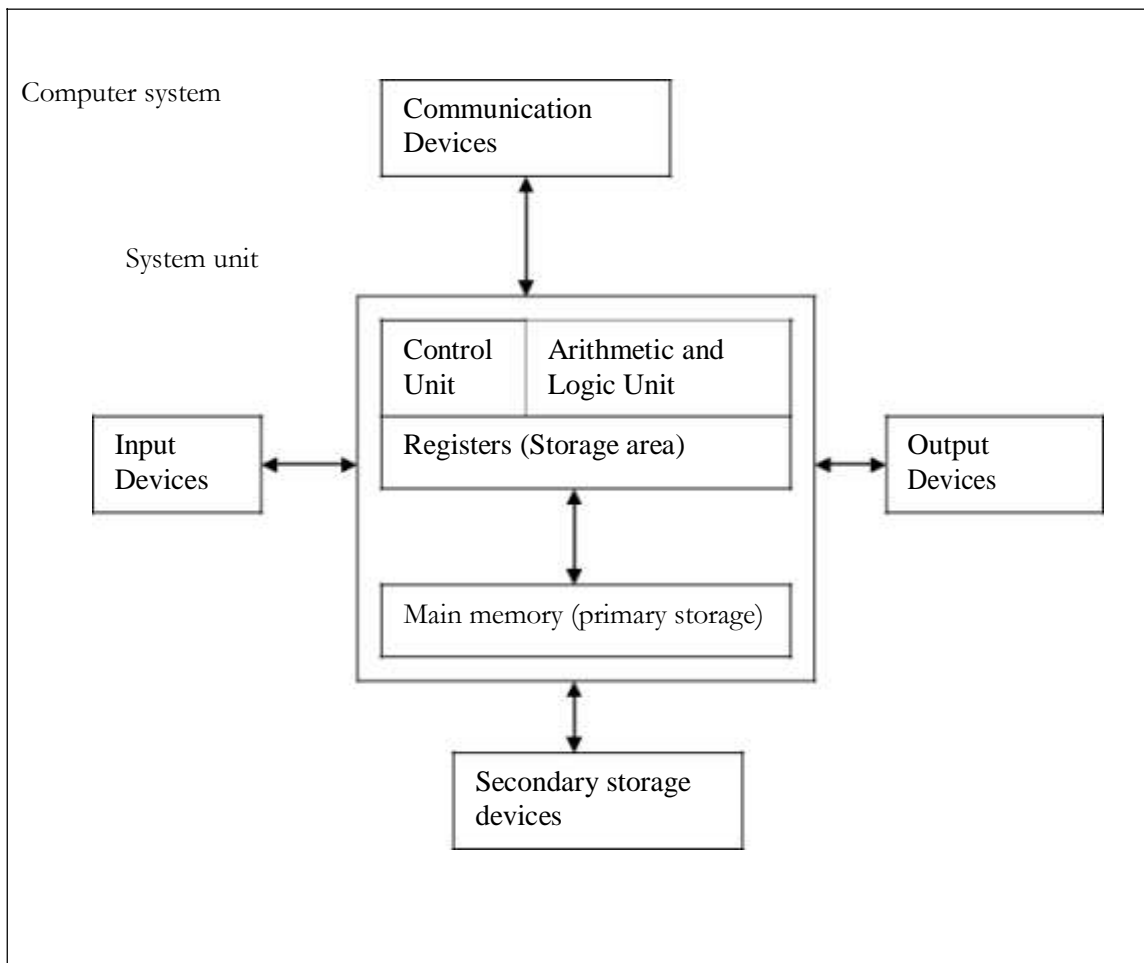 Computer system
Communication
Devices
System unit
Control
Unit
Arithmetic and
Logic Unit
Input
Devices
Registers (Storage area)
Output
Devices
Main memory (primary storage)
Secondary storage
devices